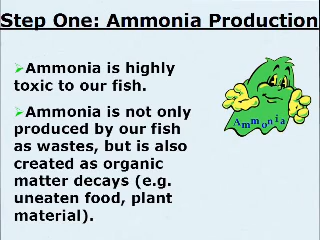 Step One: Ammonia Production
➢Ammonia is highly
toxic to our fish.
➢Ammonia is not only
produced by our fish
as wastes, but is also
created as organic
matter decays (e.g.
uneaten food, plant
material).
Ammonia